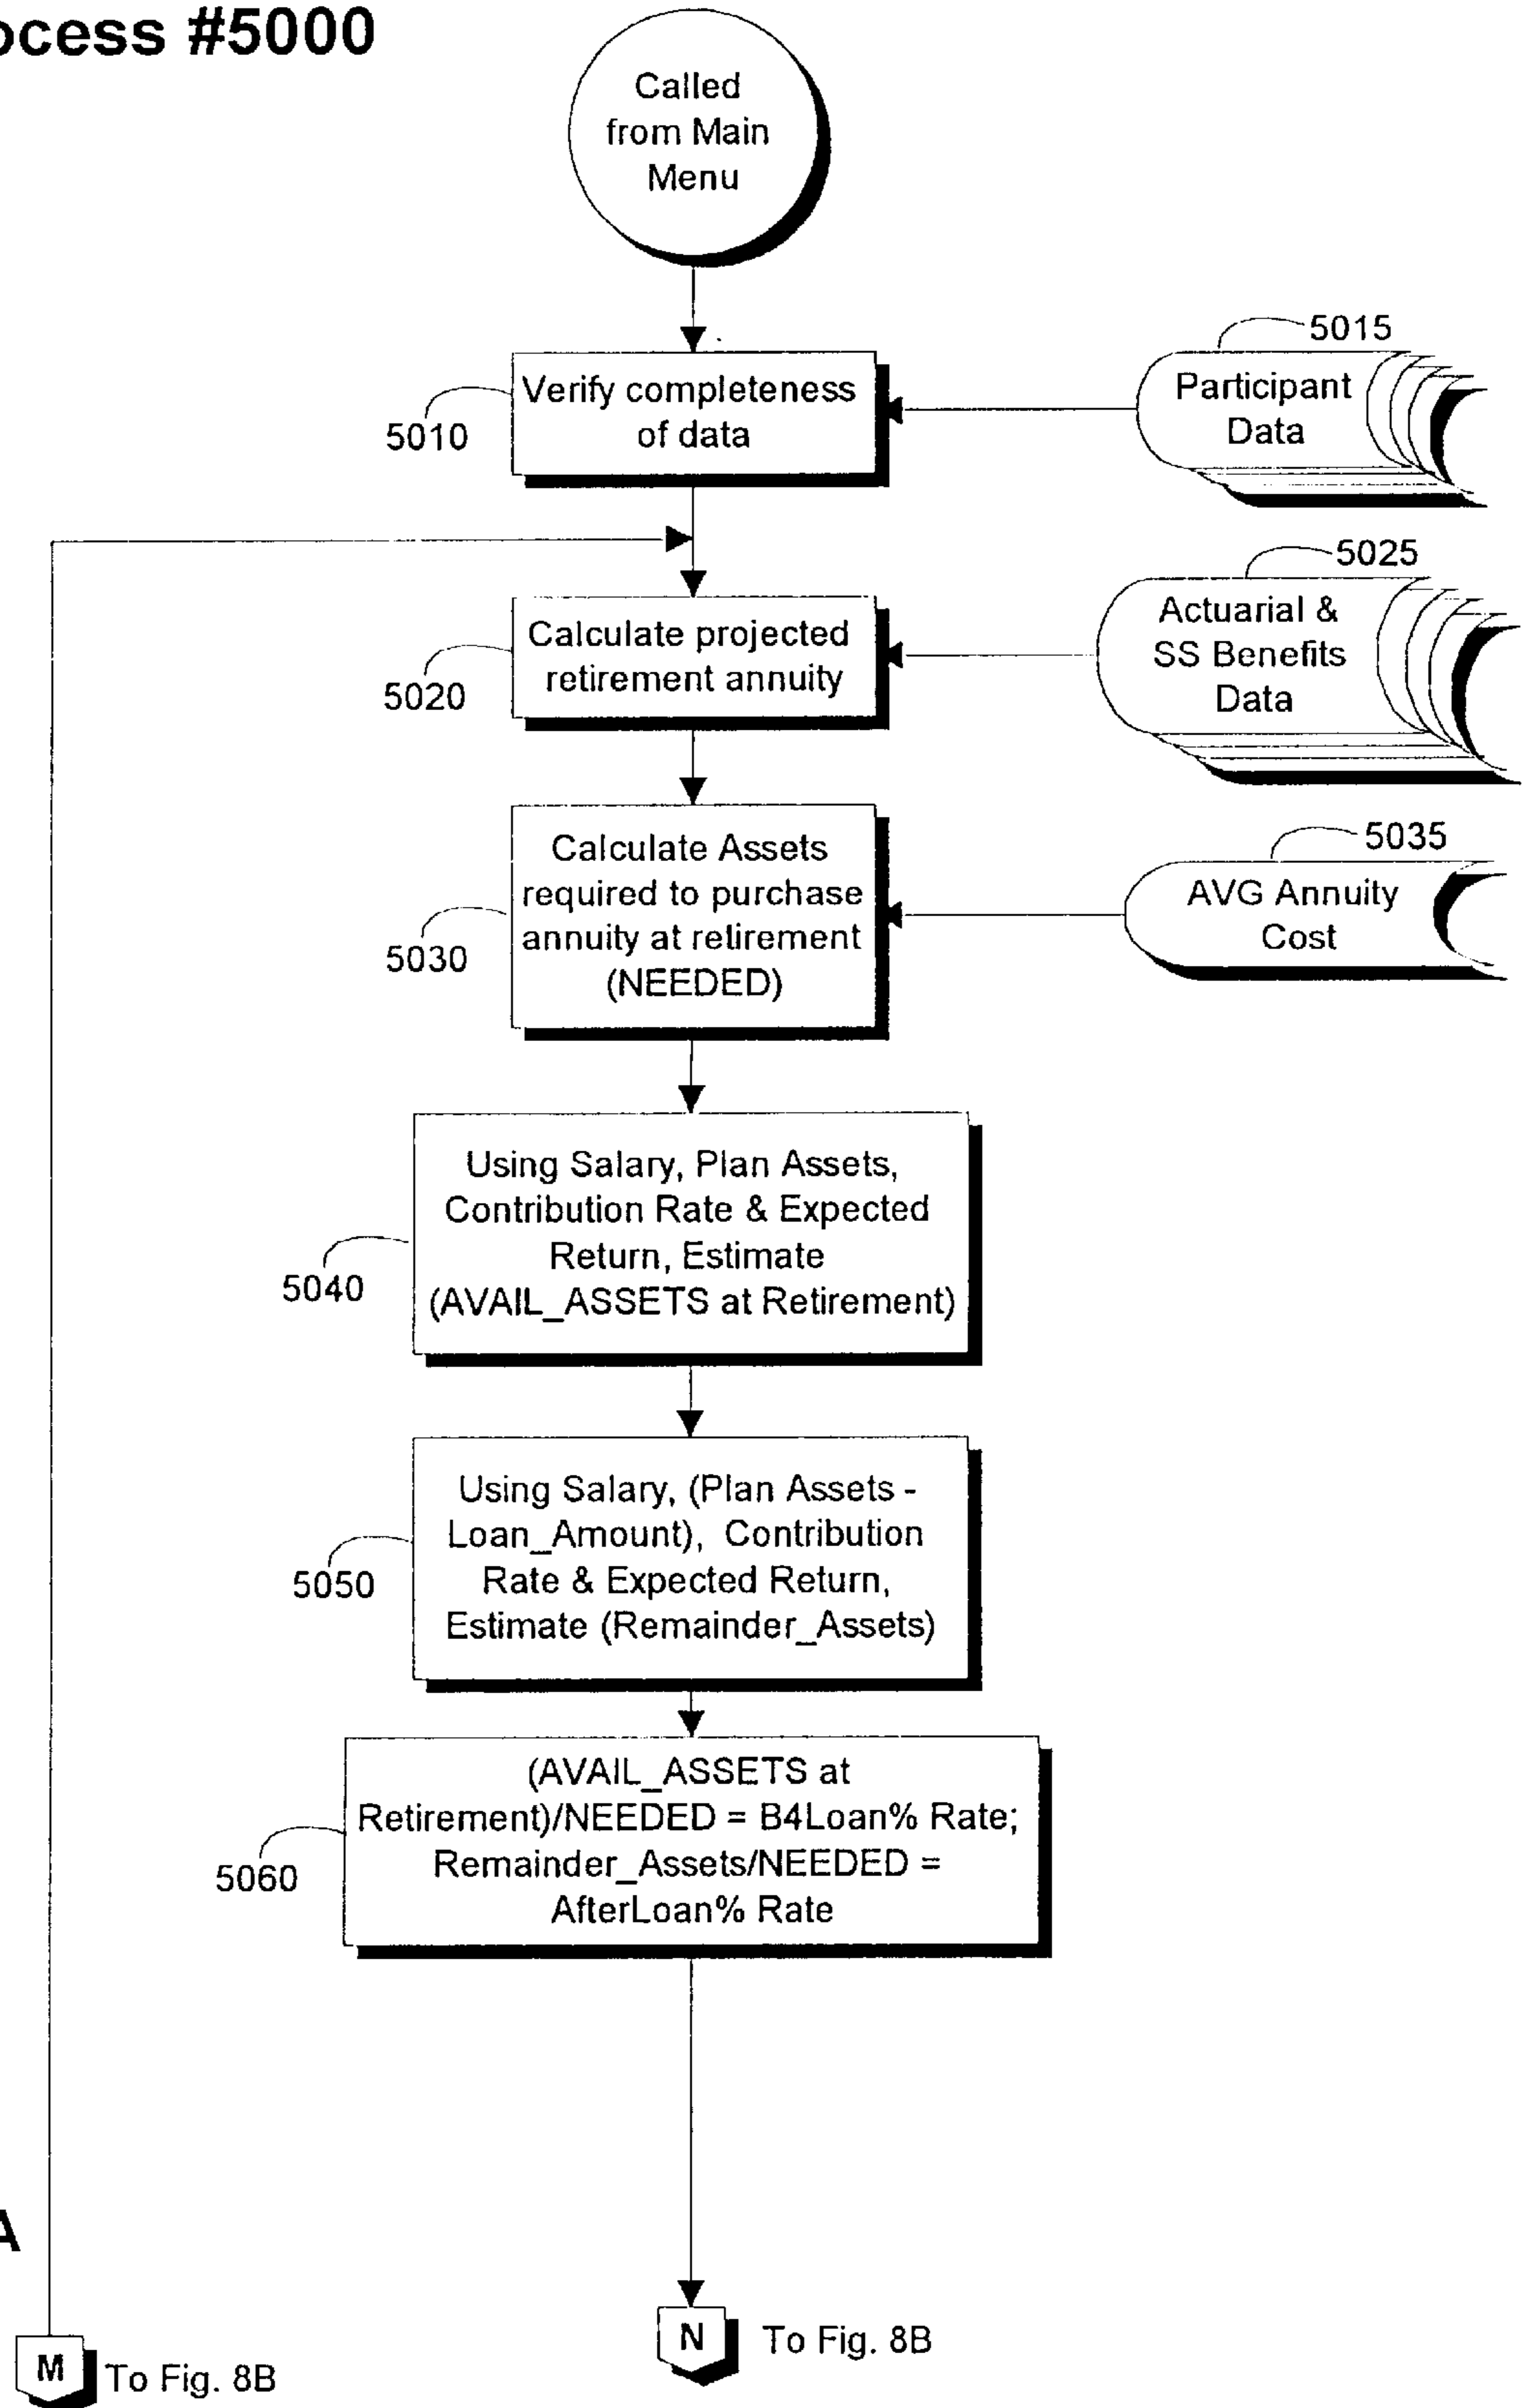 ocess #5000
Called
from Main
Menu
5015
Participant
Data
Verify completeness
of data
5010
5025
Actuarial &
SS Benefits
Data
Calculate projected
retirement annuity
5020
5035
AVG Annuity
Cost
Calculate Assets
required to purchase
annuity at retirement
(NEEDED)
5030
Using Salary, Plan Assets,
Contribution Rate & Expected
Return, Estimate
(AVAIL_ASSETS at Retirement)
5040
Using Salary, (Plan Assets -
Loan_Amount), Contribution
Rate & Expected Return,
Estimate (Remainder_Assets)
5050
(AVAIL_ASSETS at
Retirement)/NEEDED = B4Loan% Rate;
Remainder_Assets/NEEDED =
AfterLoan% Rate
5060
A
N To Fig. 8B
M To Fig. 8B